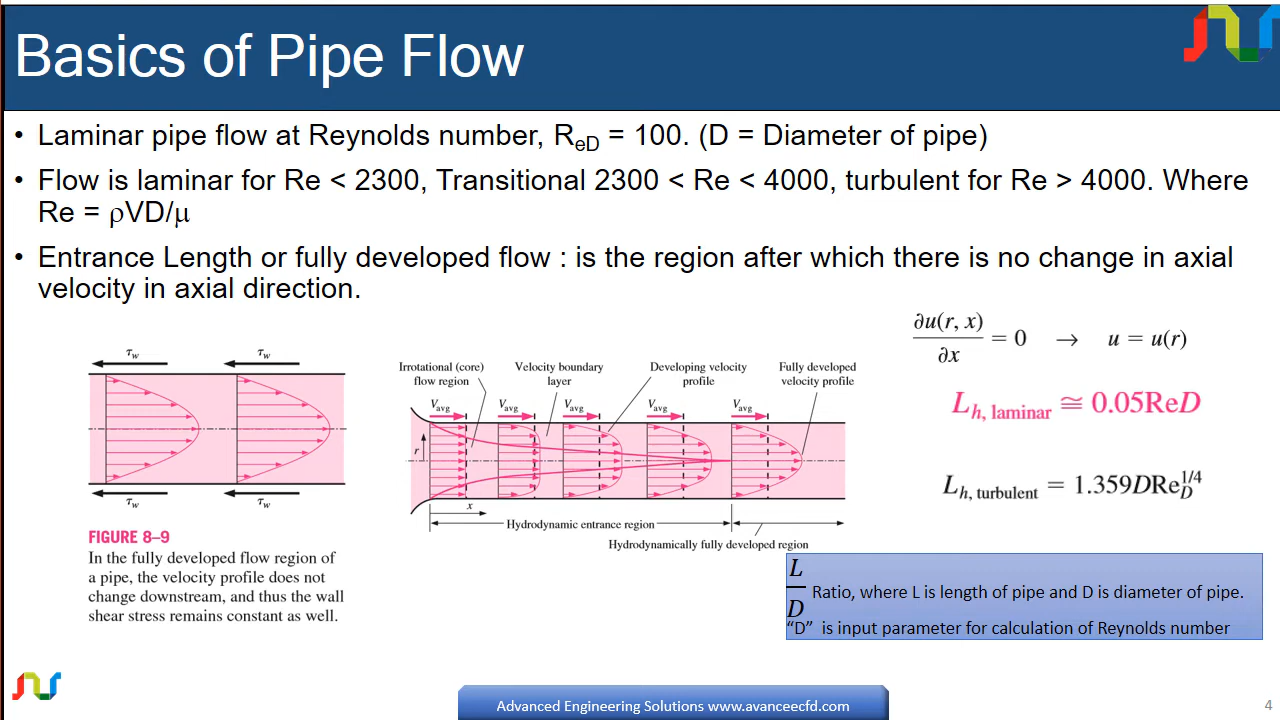 Basics of Pipe Flow
• Laminar pipe flow at Reynolds number, ReD = 100. (D = Diameter of pipe)
• Flow is laminar for Re < 2300, Transitional 2300 < Re < 4000, turbulent for Re > 4000. Where
Re = ρVD/μ
• Entrance Length or fully developed flow : is the region after which there is no change in axial
velocity in axial direction.
∂u(r, x)/∂x = 0 → u = u(r)
L_h, laminar ≅ 0.05ReD
L_h, turbulent = 1.359DRe_D^1/4
τw τw
τw τw
FIGURE 8–9
In the fully developed flow region of
a pipe, the velocity profile does not
change downstream, and thus the wall
shear stress remains constant as well.
Irrotational (core)
flow region
Velocity boundary
layer
Developing velocity
profile
Fully developed
velocity profile
Vavg Vavg Vavg Vavg Vavg
r
x
Hydrodynamic entrance region
Hydrodynamically fully developed region
L/D Ratio, where L is length of pipe and D is diameter of pipe.
“D” is input parameter for calculation of Reynolds number
Advanced Engineering Solutions www.avanceecfd.com
4